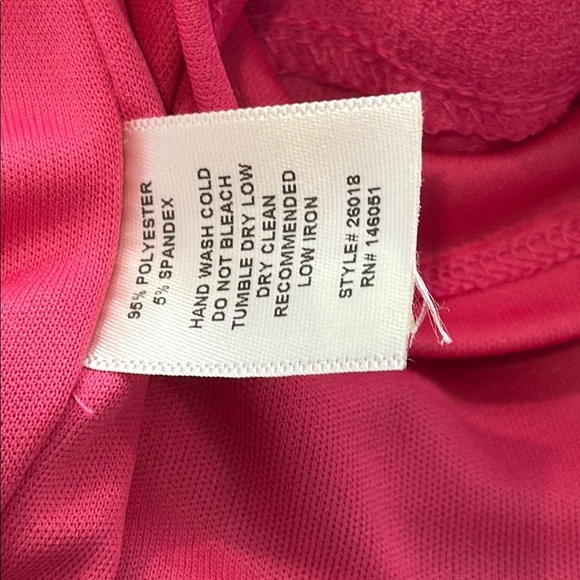 95% POLYESTER
5% SPANDEX
HAND WASH COLD
DO NOT BLEACH
TUMBLE DRY LOW
DRY CLEAN
RECOMMENDED
LOW IRON
STYLE# 26018
RN# 146051